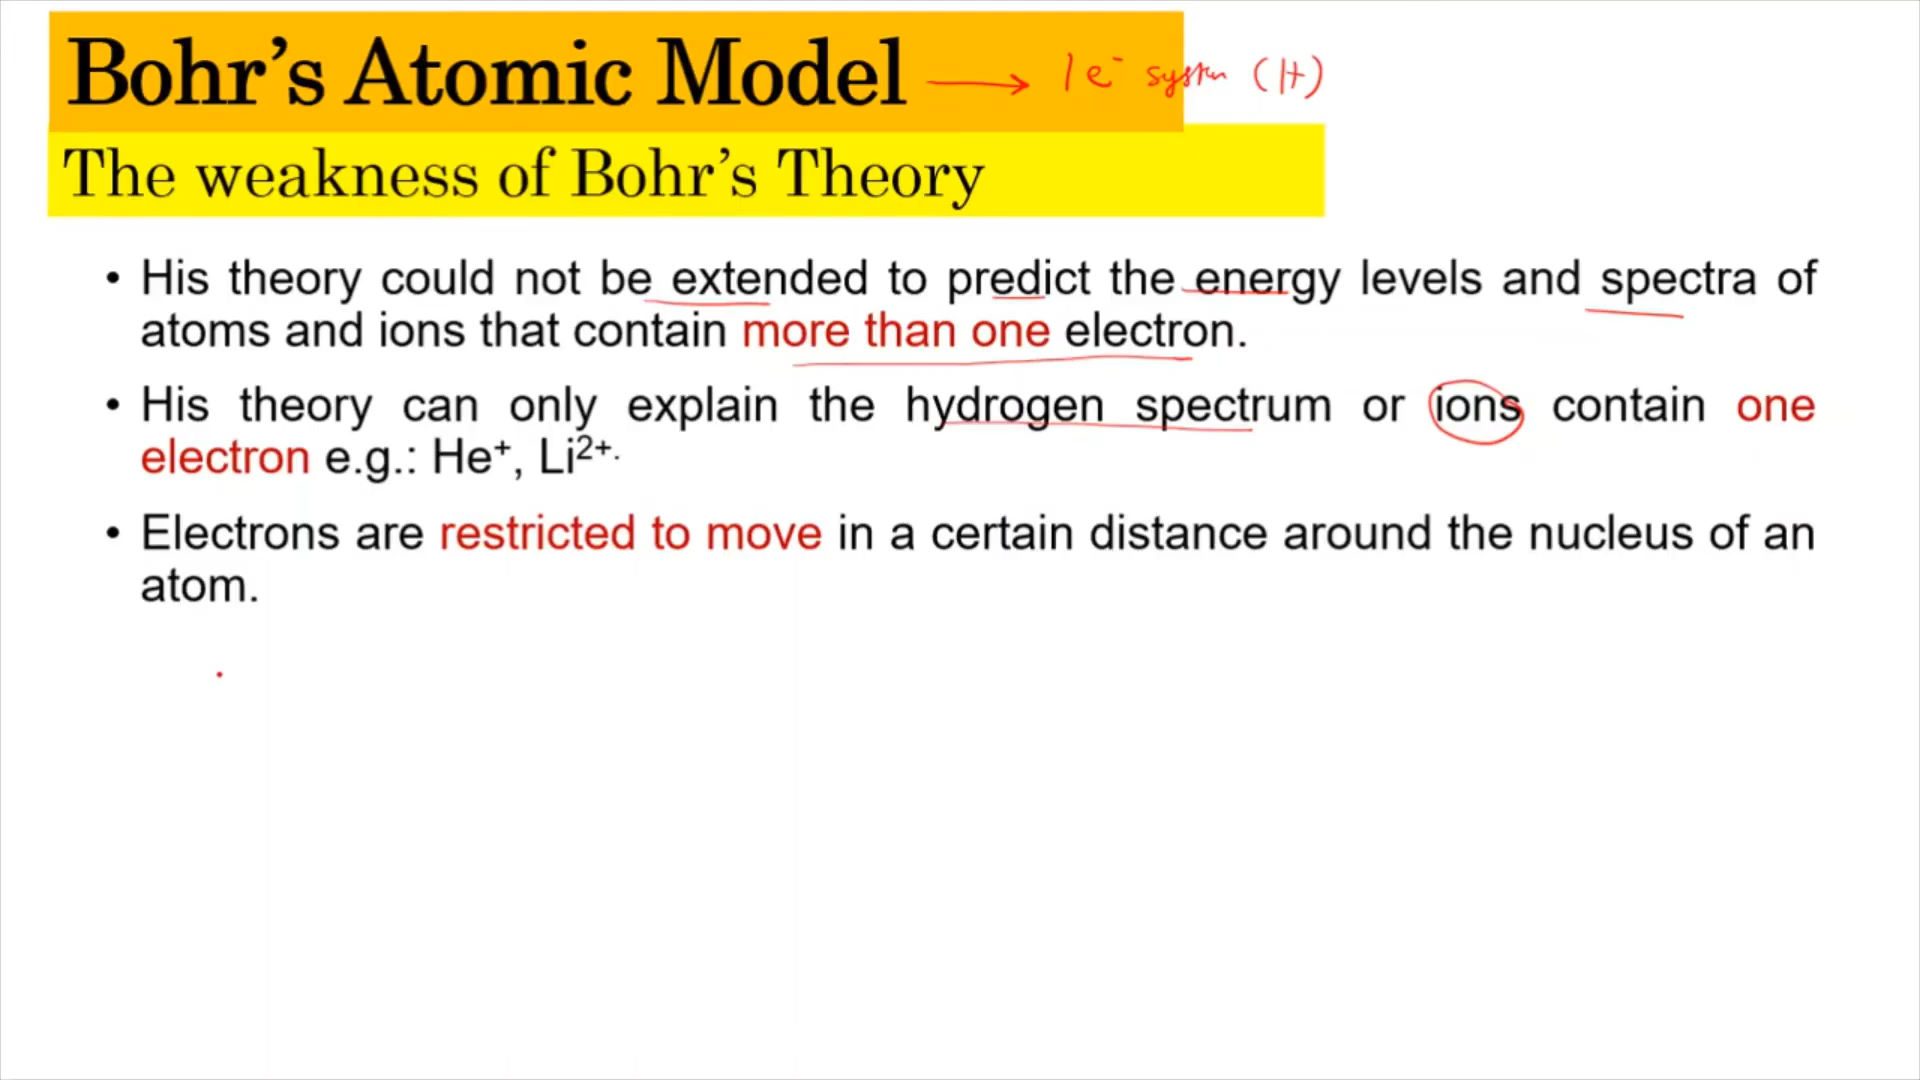 Bohr’s Atomic Model → 1 e⁻ system (H)
The weakness of Bohr’s Theory
• His theory could not be extended to predict the energy levels and spectra of
atoms and ions that contain more than one electron.
• His theory can only explain the hydrogen spectrum or ions contain one
electron e.g.: He⁺, Li²⁺.
• Electrons are restricted to move in a certain distance around the nucleus of an
atom.